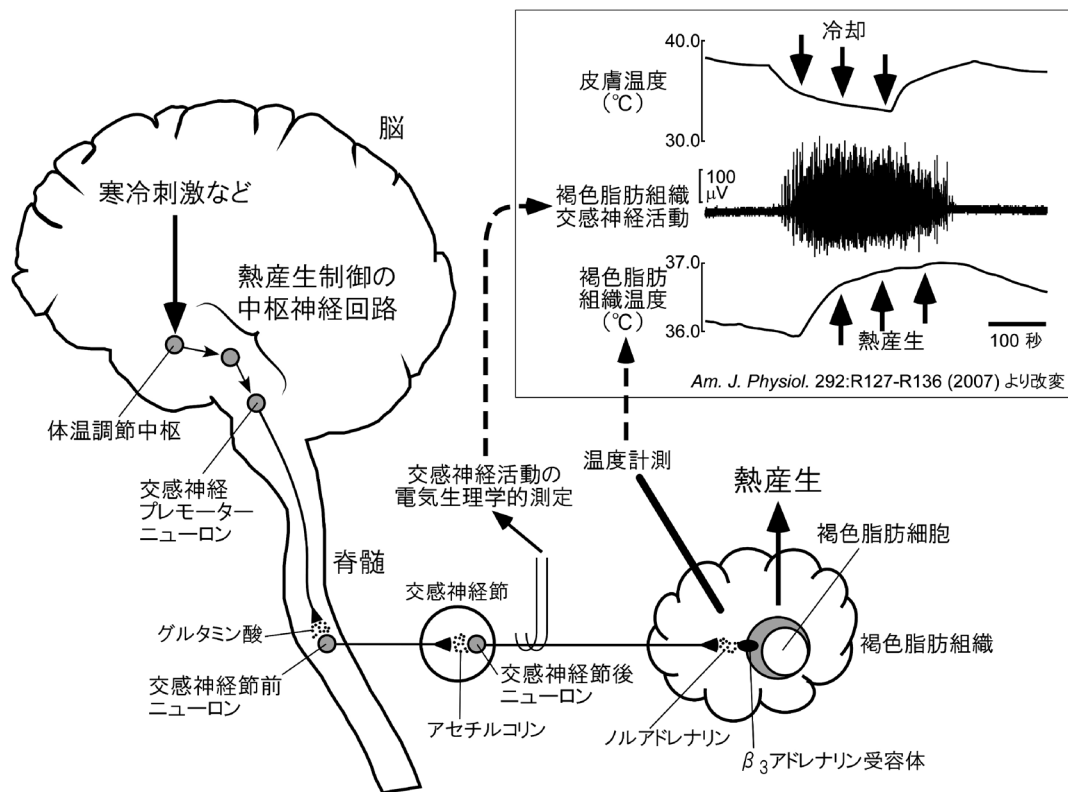 脳
寒冷刺激など
熱産生制御の
中枢神経回路
体温調節中枢
交感神経
プレモーター
ニューロン
脊髄
グルタミン酸
交感神経節前
ニューロン
交感神経節
アセチルコリン
交感神経節後
ニューロン
交感神経活動の
電気生理学的測定
温度計測
熱産生
褐色脂肪細胞
褐色脂肪組織
ノルアドレナリン
β3アドレナリン受容体
冷却
40.0
皮膚温度
(℃)
30.0
100
μV
褐色脂肪組織
交感神経活動
37.0
褐色脂肪
組織温度
(℃)
36.0
熱産生
100 秒
Am. J. Physiol. 292:R127-R136 (2007) より改変